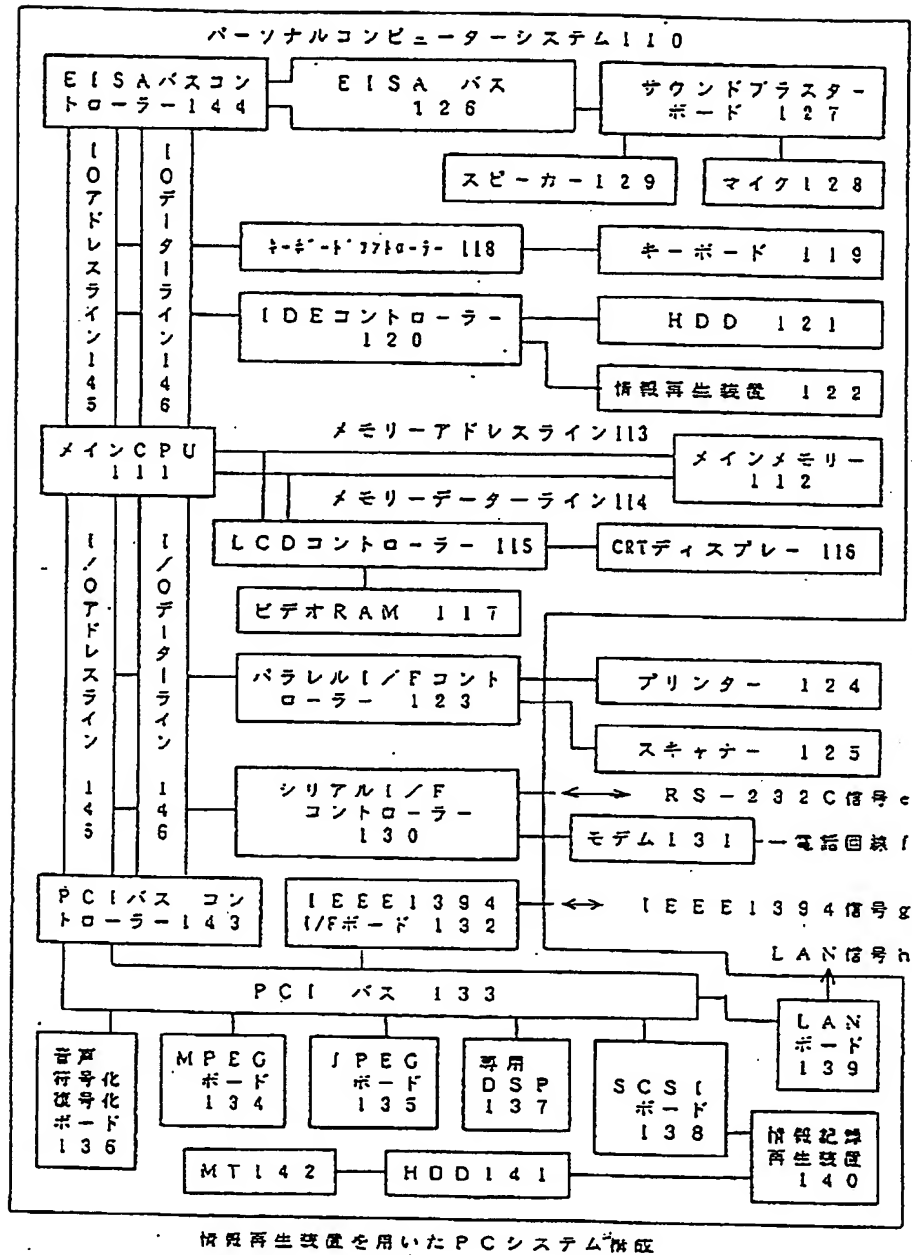 パーソナルコンピューターシステム110
EISAバスコン
トローラー144
EISA バス
126
サウンドブラスター
ボード 127
スピーカー129
マイク128
IOアドレスライン145
IOデーターライン146
キーボードコントローラー 118
キーボード 119
IDEコントローラー
120
HDD 121
情報再生装置 122
メインCPU
111
メモリーアドレスライン113
メインメモリー
112
メモリーデーターライン114
LCDコントローラー 115
CRTディスプレー 116
ビデオRAM 117
I/Oアドレスライン 145
I/Oデーターライン 146
パラレルI/Fコント
ローラー 123
プリンター 124
スキャナー 125
シリアルI/F
コントローラー
130
RS-232C信号e
モデム131
電話回線f
PCIバス コン
トローラー143
IEEE1394
I/Fボード 132
IEEE1394信号g
LAN信号h
PCI バス 133
LAN
ボード
139
音声
符号化
復号化
ボード
136
MPEG
ボード
134
JPEG
ボード
135
専用
DSP
137
SCSI
ボード
138
情報記録
再生装置
140
MT142
HDD141
情報再生装置を用いたPCシステム構成